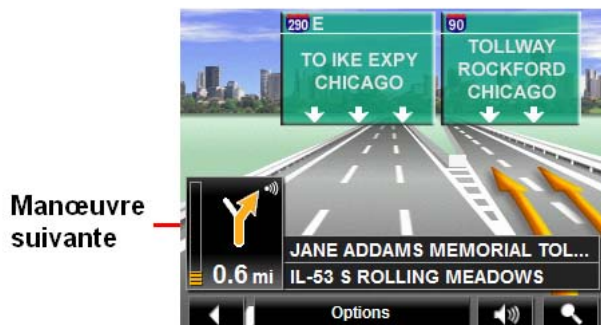 290 E
TO IKE EXPY
CHICAGO
90
TOLLWAY
ROCKFORD
CHICAGO
Manœuvre
suivante
0.6 mi
JANE ADDAMS MEMORIAL TOL...
IL-53 S ROLLING MEADOWS
Options